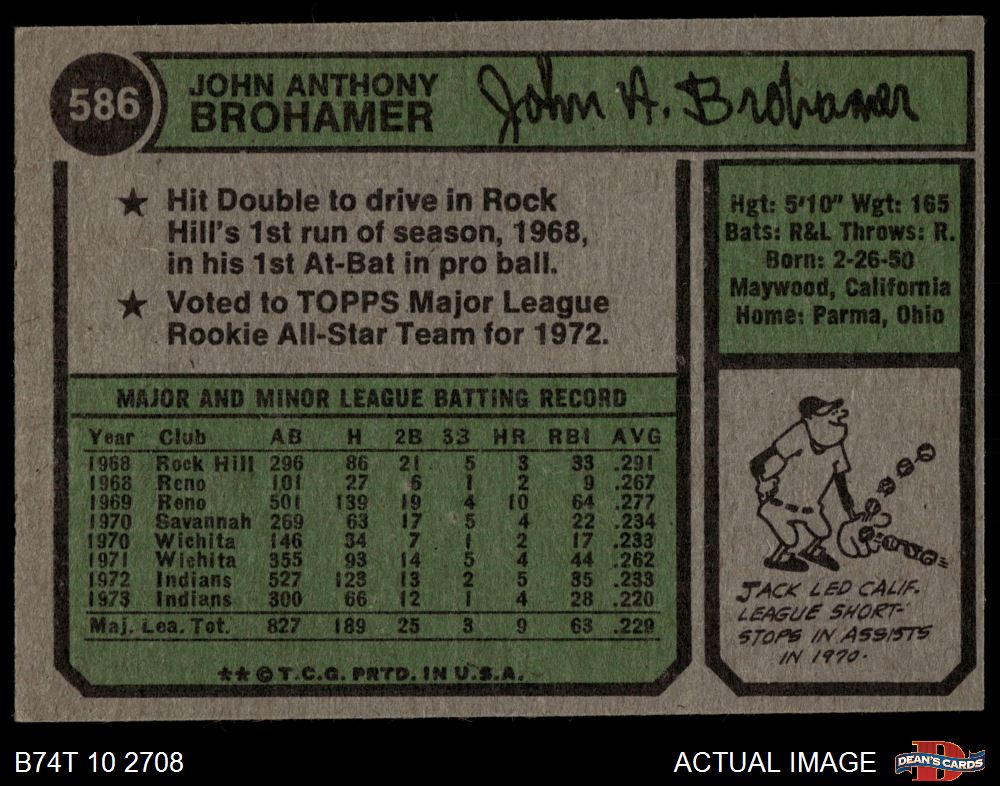 586
JOHN ANTHONY
BROHAMER
John A. Brohamer
★ Hit Double to drive in Rock
Hill's 1st run of season, 1968,
in his 1st At-Bat in pro ball.
★ Voted to TOPPS Major League
Rookie All-Star Team for 1972.
Hgt: 5'10" Wgt: 165
Bats: R&L Throws: R.
Born: 2-26-50
Maywood, California
Home: Parma, Ohio
MAJOR AND MINOR LEAGUE BATTING RECORD
Year Club AB H 2B 3B HR RBI AVG
1968 Rock Hill 296 86 21 5 3 33 .291
1968 Reno 101 27 6 1 2 9 .267
1969 Reno 501 139 19 4 10 64 .277
1970 Savannah 269 63 17 5 4 22 .234
1970 Wichita 146 34 7 1 2 17 .233
1971 Wichita 355 93 14 5 4 44 .262
1972 Indians 527 123 13 2 5 35 .233
1973 Indians 300 66 12 1 4 28 .220
Maj. Lea. Tot. 827 189 25 3 9 63 .229
★★©T.C.G. PRTD. IN U.S.A.
JACK LED CALIF.
LEAGUE SHORT-
STOPS IN ASSISTS
IN 1970.
B74T 10 2708
ACTUAL IMAGE
DEAN'S CARDS